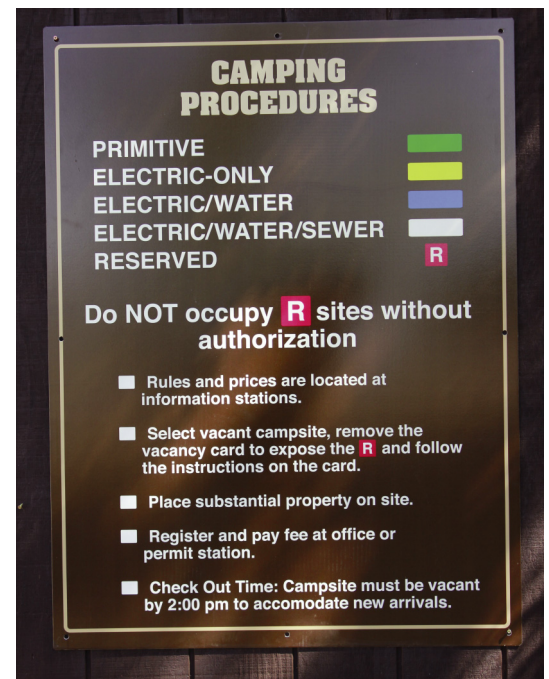 CAMPING
PROCEDURES
PRIMITIVE
ELECTRIC-ONLY
ELECTRIC/WATER
ELECTRIC/WATER/SEWER
RESERVED R
Do NOT occupy R sites without
authorization
Rules and prices are located at
information stations.
Select vacant campsite, remove the
vacancy card to expose the R and follow
the instructions on the card.
Place substantial property on site.
Register and pay fee at office or
permit station.
Check Out Time: Campsite must be vacant
by 2:00 pm to accomodate new arrivals.